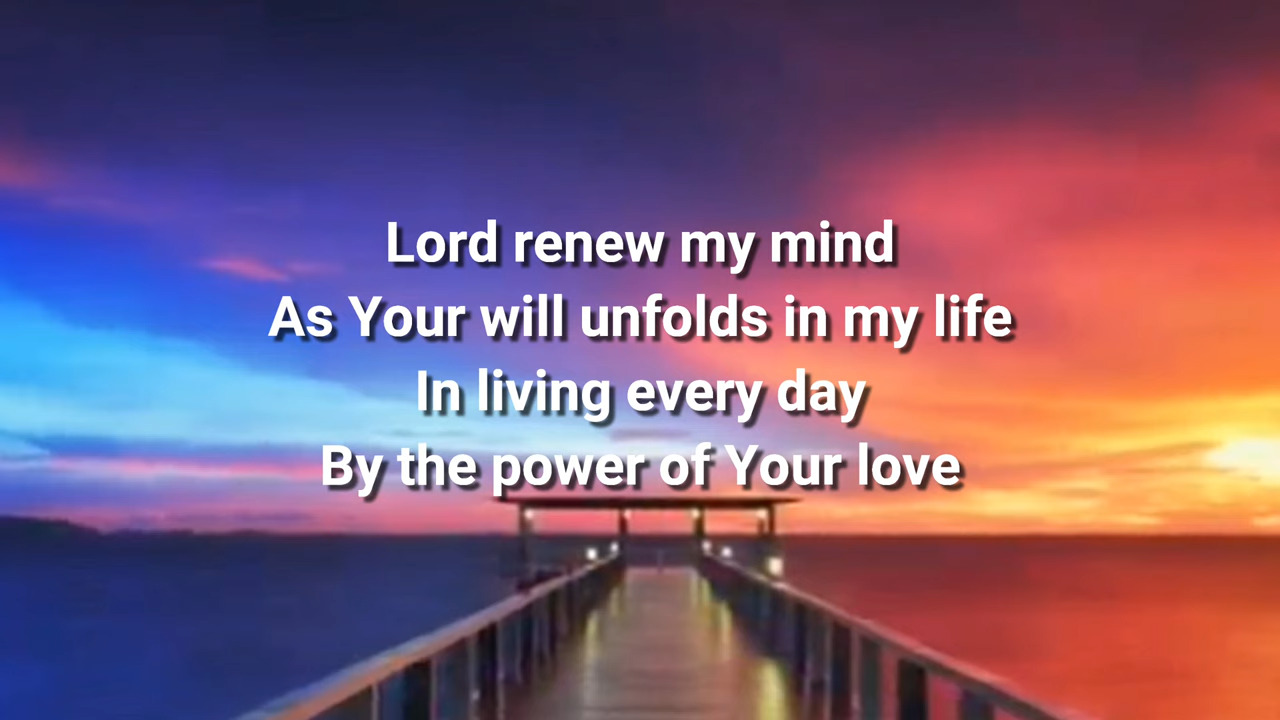 Lord renew my mind
As Your will unfolds in my life
In living every day
By the power of Your love